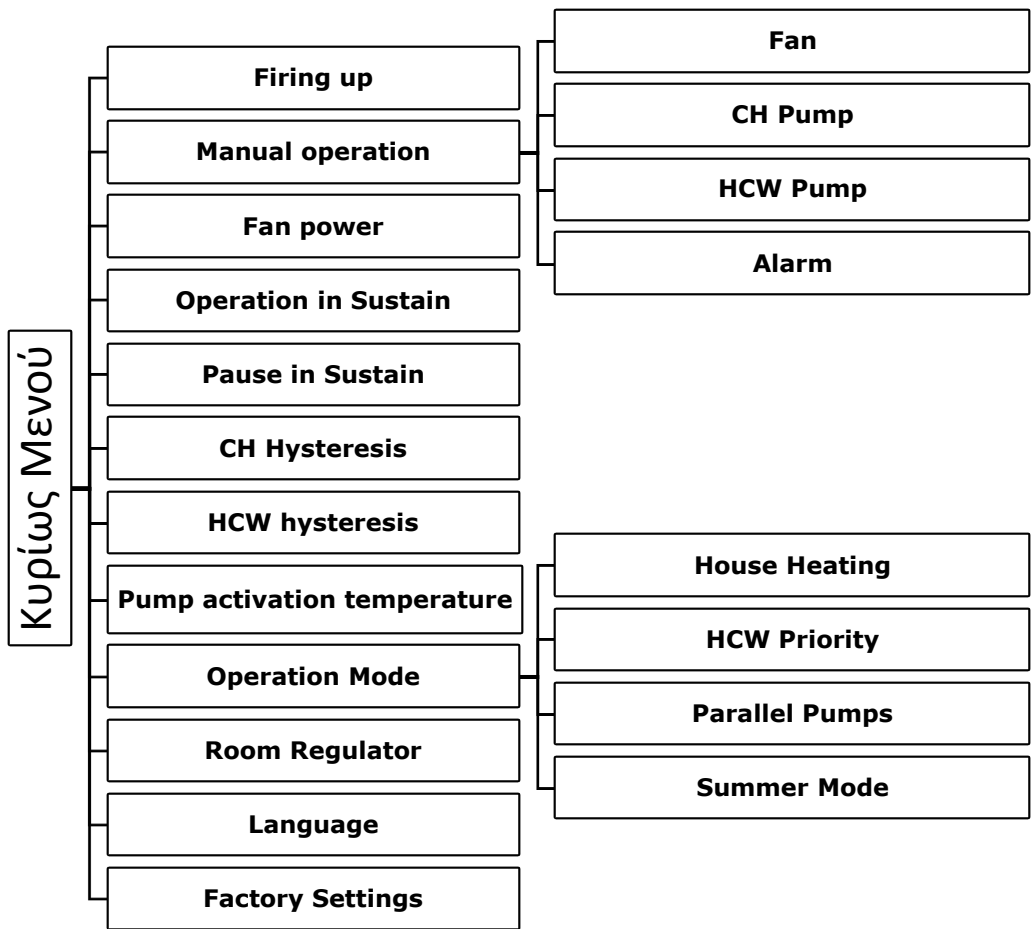 Κυρίως Μενού
Firing up
Manual operation
Fan
CH Pump
HCW Pump
Alarm
Fan power
Operation in Sustain
Pause in Sustain
CH Hysteresis
HCW hysteresis
Pump activation temperature
Operation Mode
House Heating
HCW Priority
Parallel Pumps
Summer Mode
Room Regulator
Language
Factory Settings